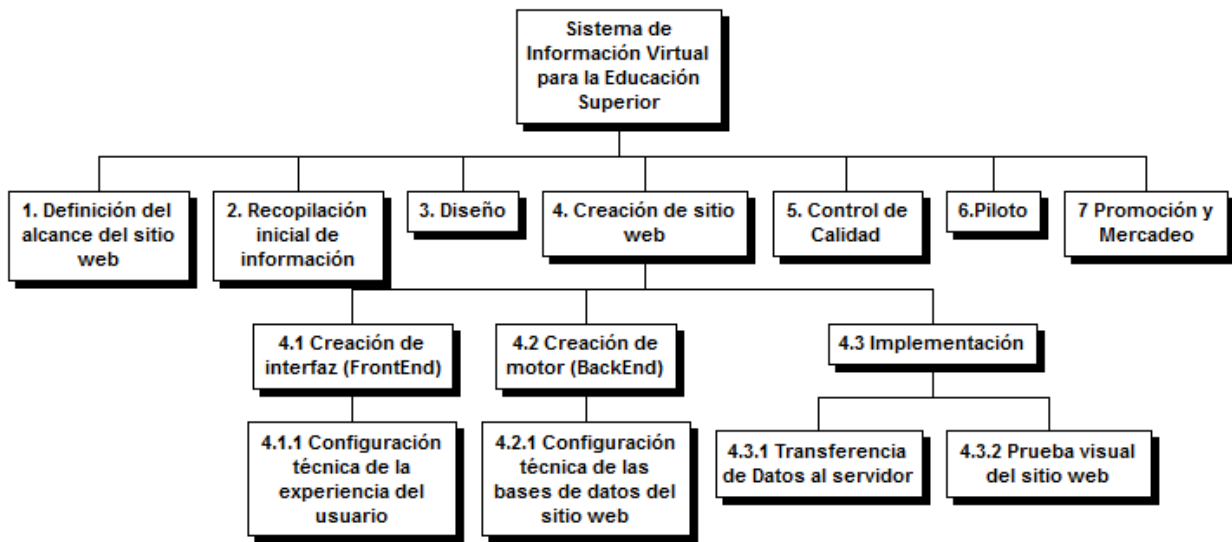 Sistema de
Información Virtual
para la Educación
Superior
1. Definición del
alcance del sitio
web
2. Recopilación
inicial de
información
3. Diseño
4. Creación de sitio
web
5. Control de
Calidad
6.Piloto
7 Promoción y
Mercadeo
4.1 Creación de
interfaz (FrontEnd)
4.2 Creación de
motor (BackEnd)
4.3 Implementación
4.1.1 Configuración
técnica de la
experiencia del
usuario
4.2.1 Configuración
técnica de las
bases de datos del
sitio web
4.3.1 Transferencia
de Datos al servidor
4.3.2 Prueba visual
del sitio web